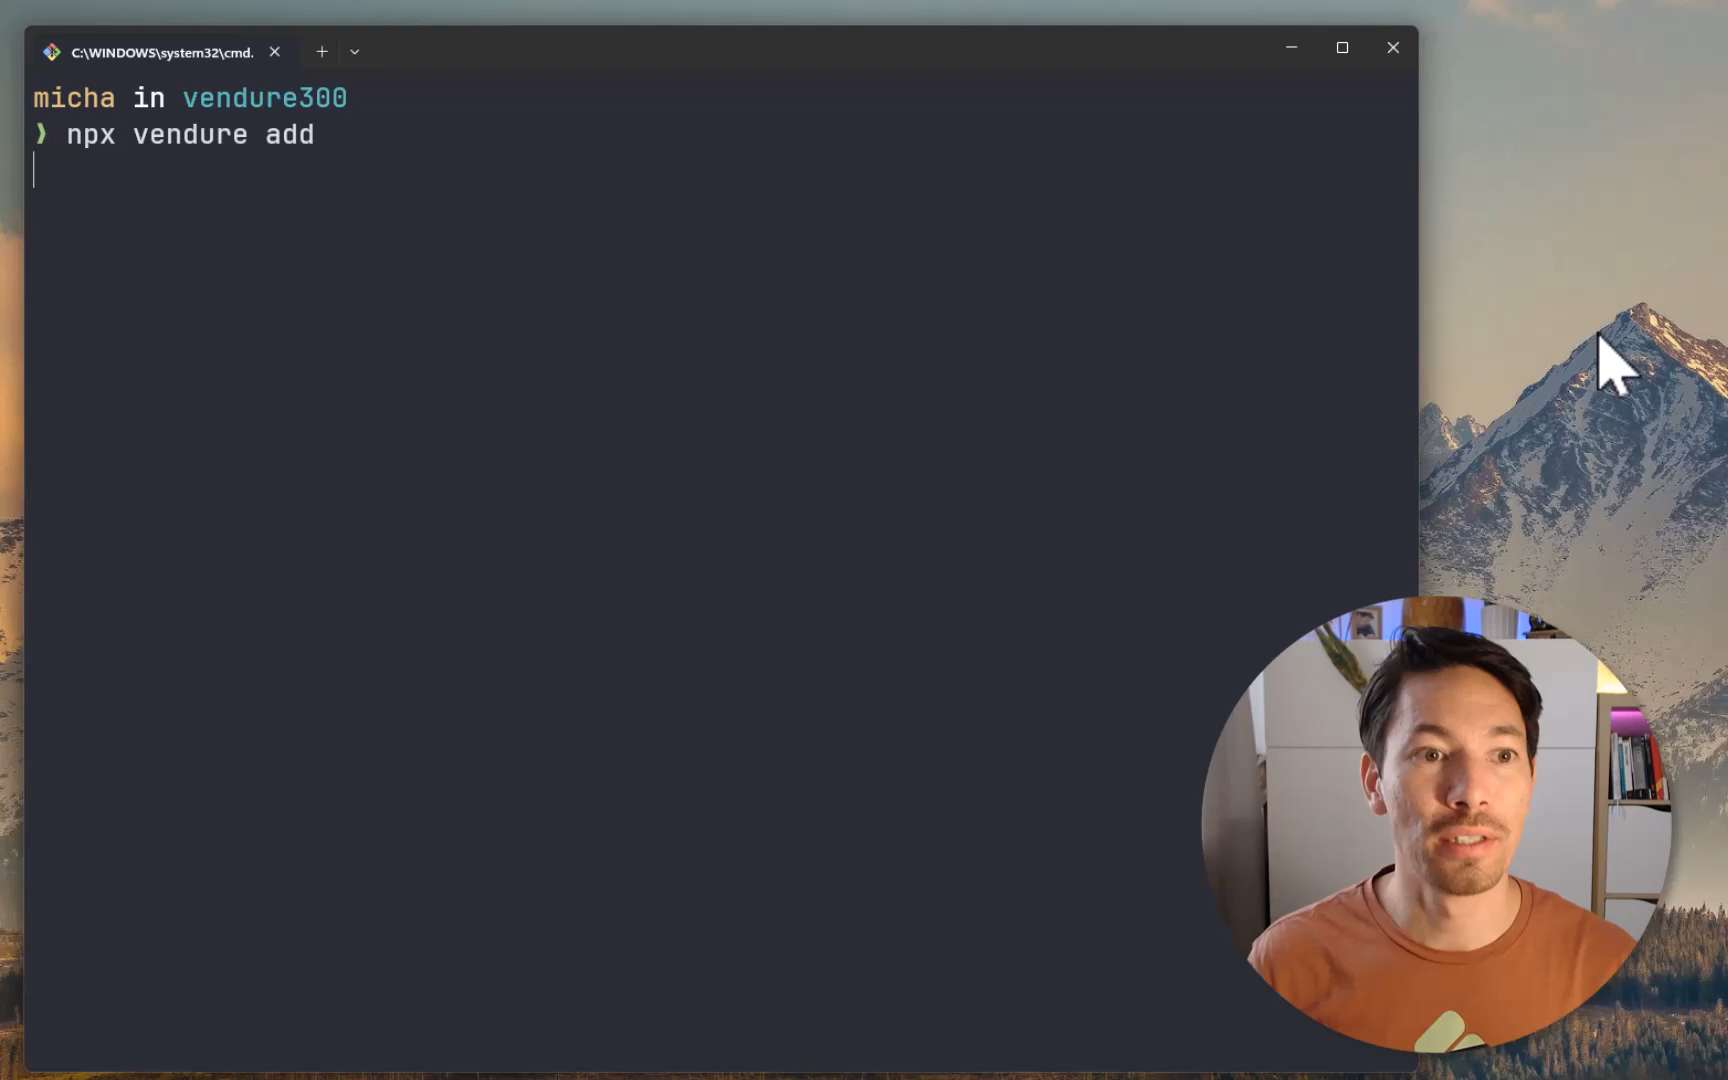 C:\WINDOWS\system32\cmd.
micha in vendure300
❯ npx vendure add